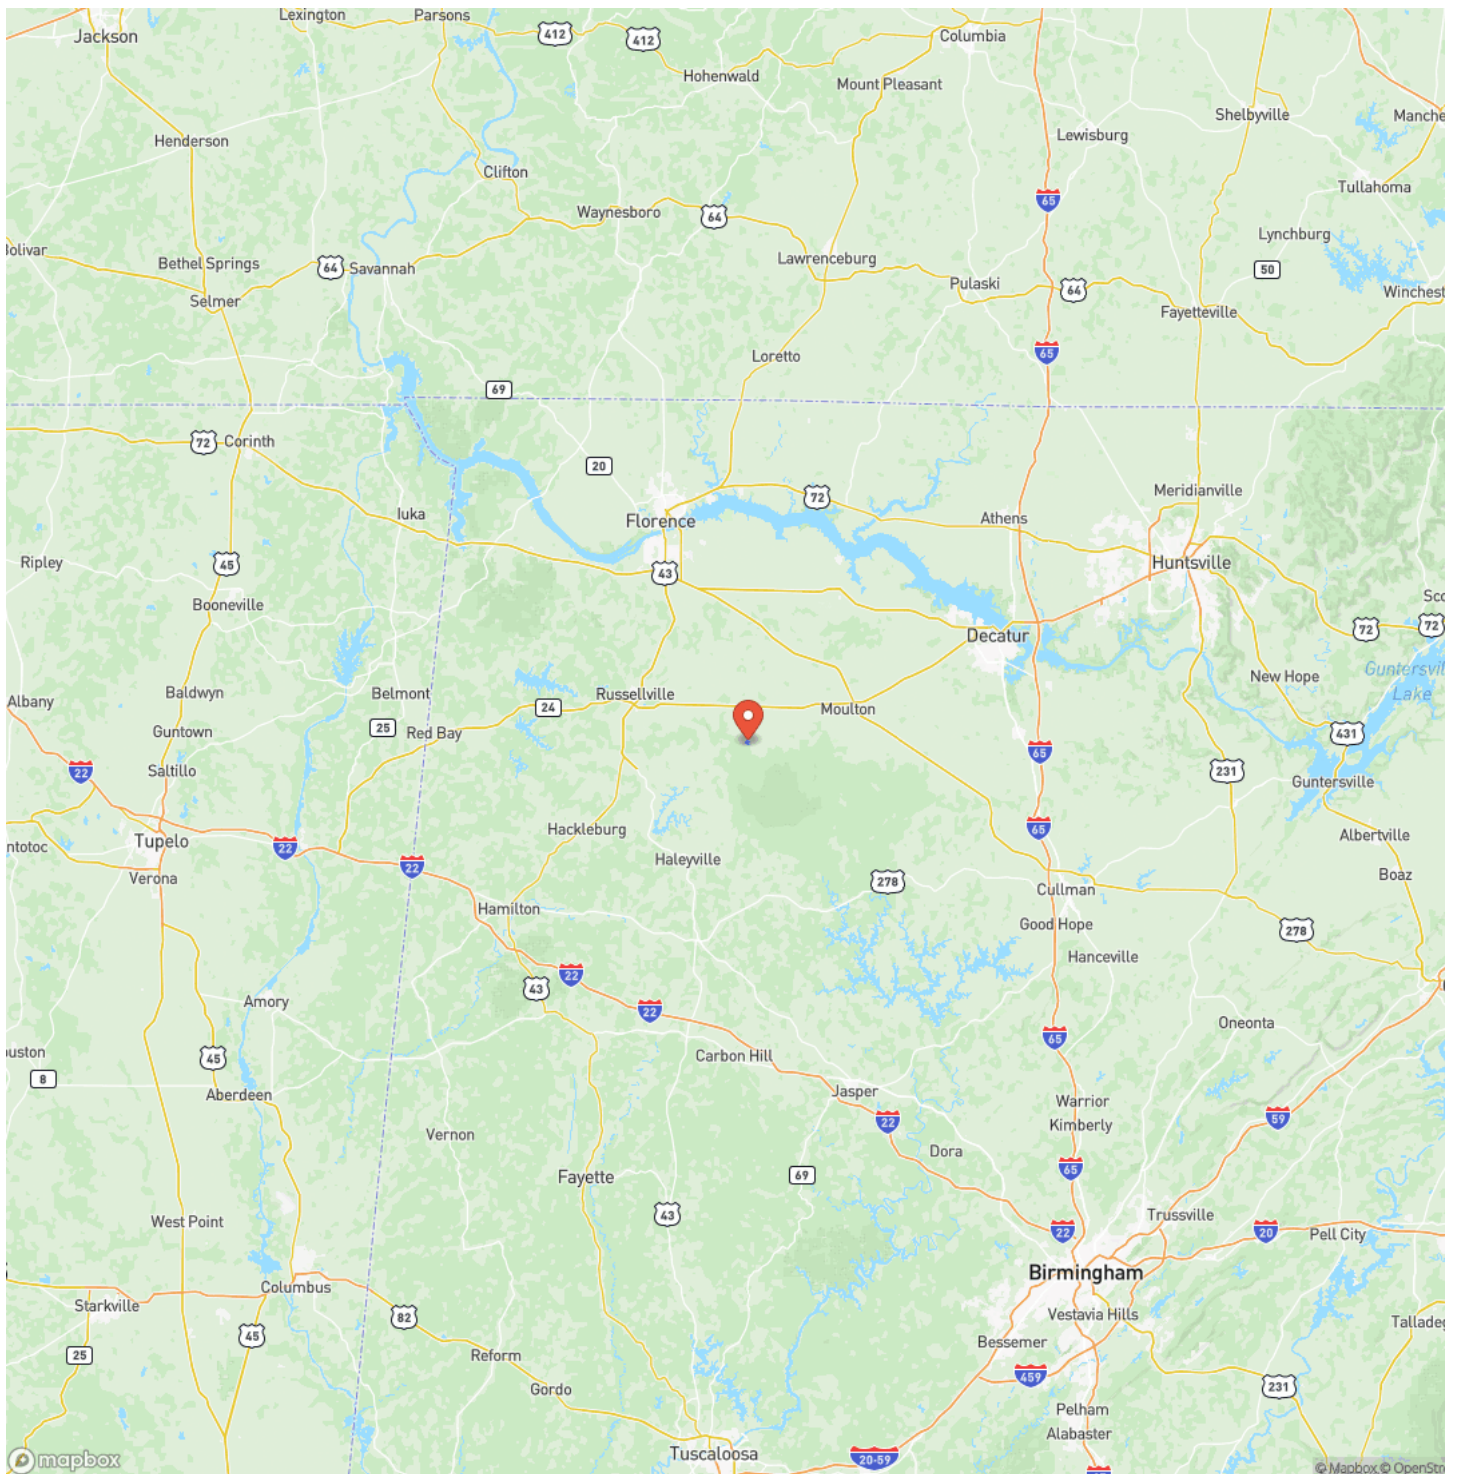 Lexington
Parsons
Jackson
412
412
Columbia
Hohenwald
Mount Pleasant
Shelbyville
Manche
Lewisburg
Henderson
Clifton
Tullahoma
65
Waynesboro
64
Lynchburg
Bolivar
Bethel Springs
64
Savannah
Lawrenceburg
50
Selmer
Pulaski
64
Winchest
Fayetteville
65
Loretto
69
72
Corinth
20
72
Meridianville
Iuka
Florence
Athens
Ripley
45
43
Huntsville
Booneville
Sco
72
72
Decatur
Guntersvil
Lake
New Hope
Albany
Baldwyn
Belmont
Russellville
24
Moulton
25
Guntown
Red Bay
431
65
22
Saltillo
231
Guntersville
Tupelo
22
Hackleburg
65
Albertville
ntotoc
22
Haleyville
Verona
278
Cullman
Boaz
Hamilton
Good Hope
278
Hanceville
22
43
Amory
22
Oneonta
65
ouston
45
Carbon Hill
8
Aberdeen
Jasper
Warrior
22
59
Kimberly
Vernon
Dora
65
Fayette
69
43
Trussville
West Point
22
20
Pell City
Birmingham
Columbus
Starkville
82
Vestavia Hills
Talladeg
45
Bessemer
25
Reform
459
Gordo
231
Pelham
Alabaster
Tuscaloosa
20-59
mapbox
© Mapbox © OpenStre